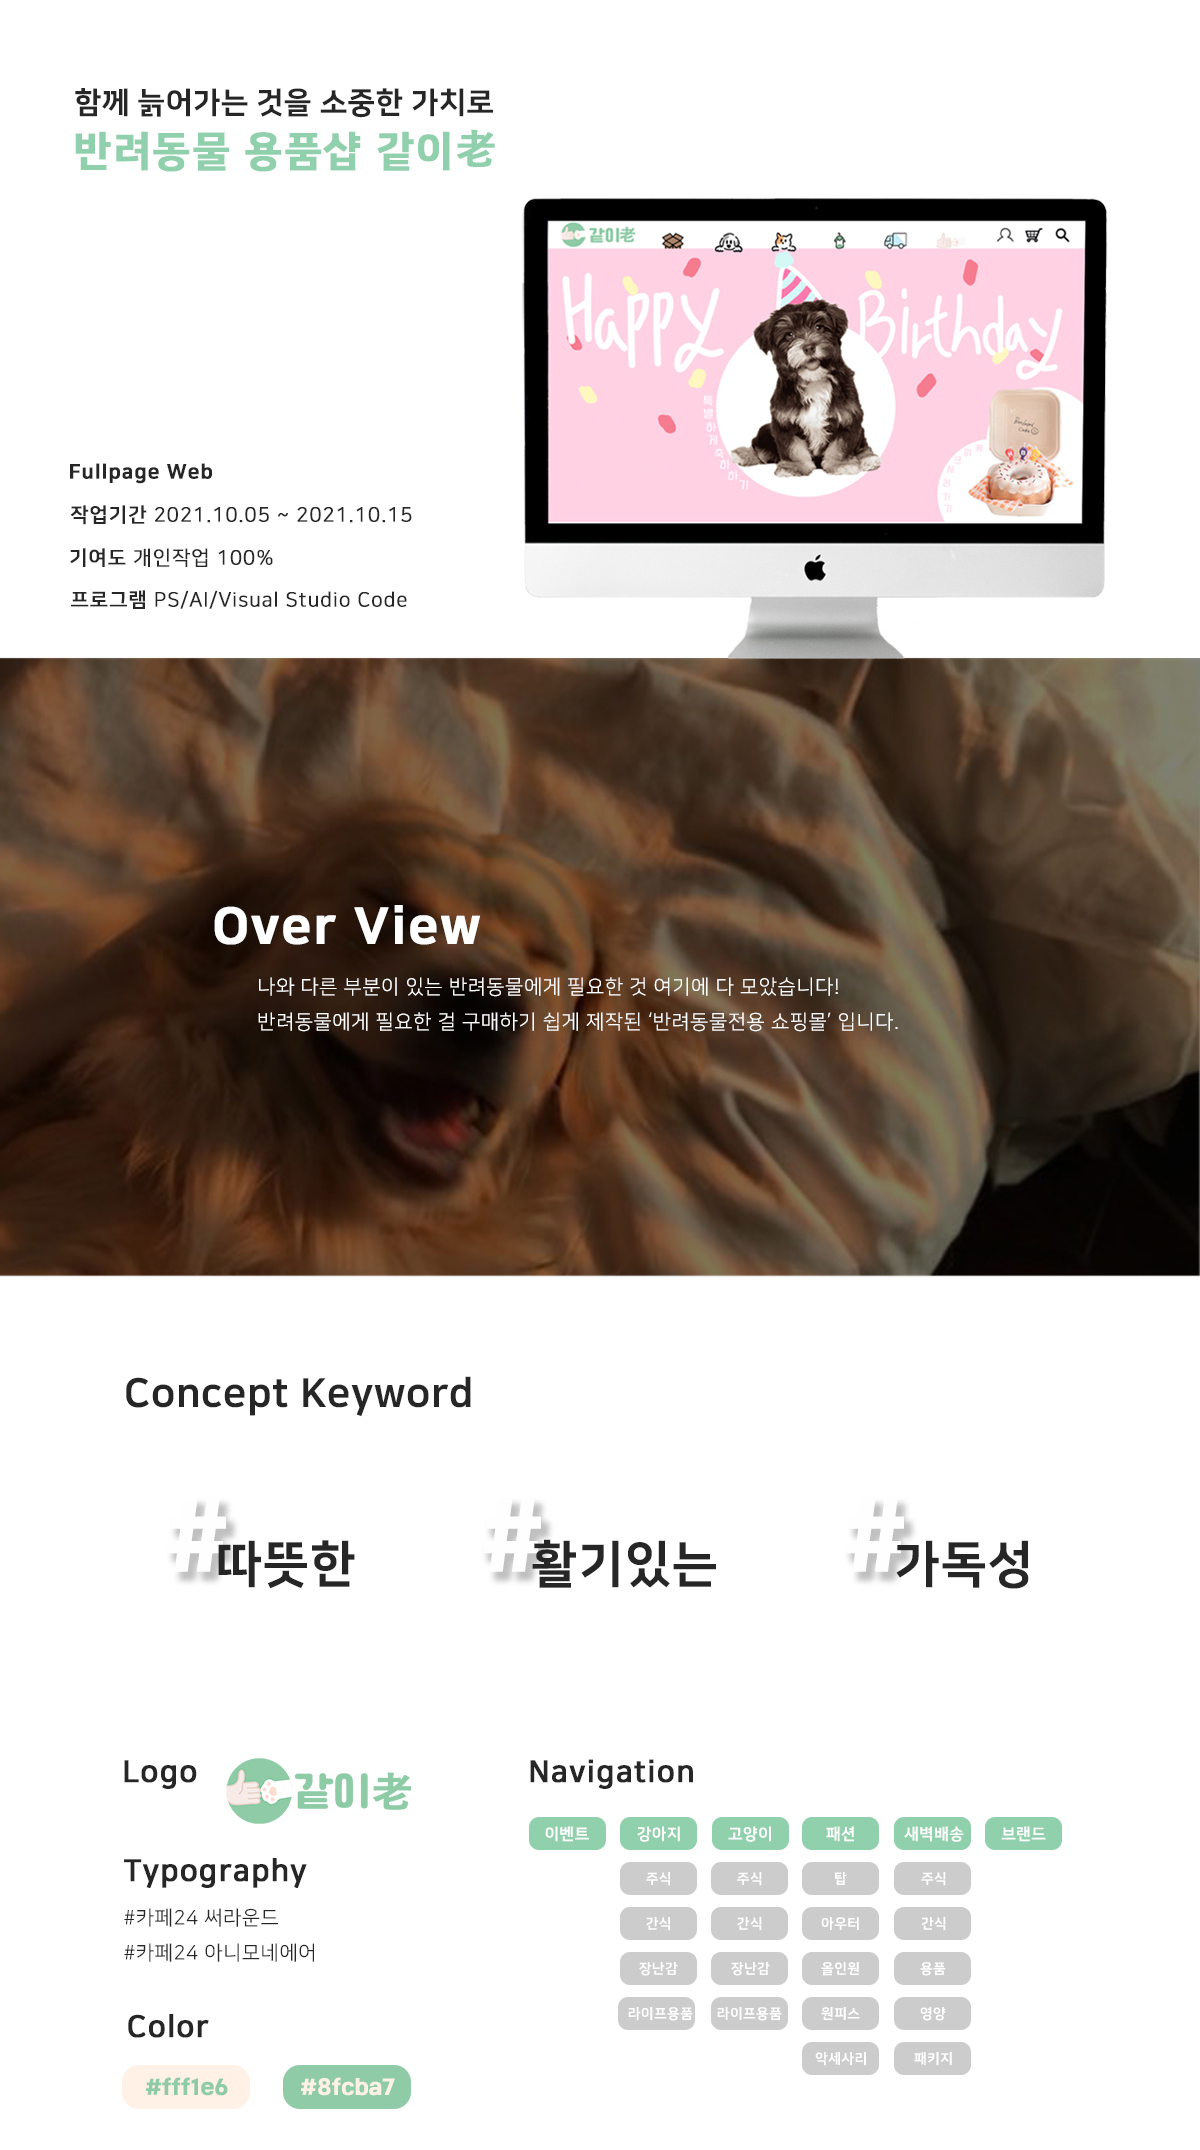 함께 늙어가는 것을 소중한 가치로
반려동물 용품샵 같이老
같이老
Happy Birthday
특별하게축하하기
Fullpage Web
작업기간 2021.10.05 ~ 2021.10.15
기여도 개인작업 100%
프로그램 PS/AI/Visual Studio Code
Over View
나와 다른 부분이 있는 반려동물에게 필요한 것 여기에 다 모았습니다!
반려동물에게 필요한 걸 구매하기 쉽게 제작된 ‘반려동물전용 쇼핑몰’ 입니다.
Concept Keyword
#따뜻한 #활기있는 #가독성
Logo 같이老
Typography
#카페24 써라운드
#카페24 아니모네에어
Color
#fff1e6 #8fcba7
Navigation
이벤트 강아지 고양이 패션 새벽배송 브랜드
주식 주식 탑 주식
간식 간식 아우터 간식
장난감 장난감 올인원 용품
라이프용품 라이프용품 원피스 영양
악세사리 패키지